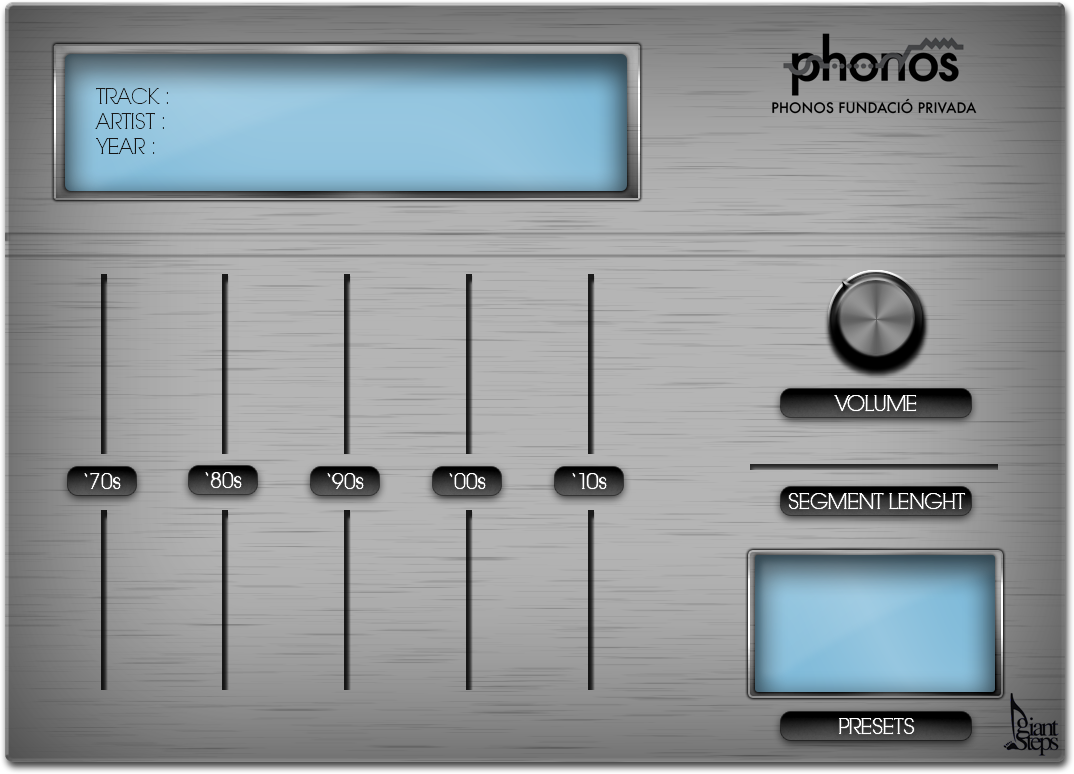 TRACK :
ARTIST :
YEAR :
phonos
PHONOS FUNDACIÓ PRIVADA
VOLUME
`70s
`80s
`90s
`00s
`10s
SEGMENT LENGHT
PRESETS
giant
steps